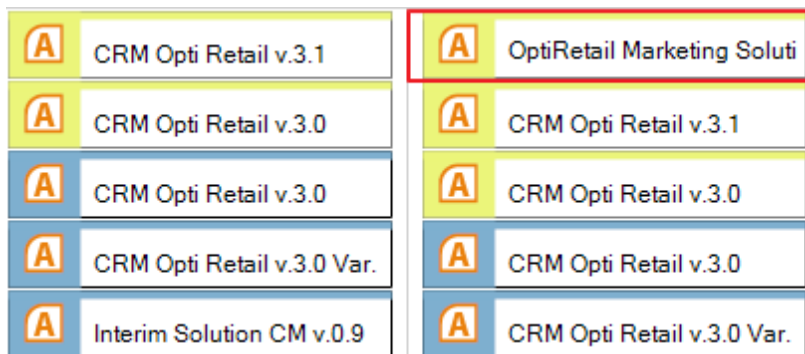 A CRM Opti Retail v.3.1
A CRM Opti Retail v.3.0
A CRM Opti Retail v.3.0
A CRM Opti Retail v.3.0 Var.
A Interim Solution CM v.0.9
A OptiRetail Marketing Soluti
A CRM Opti Retail v.3.1
A CRM Opti Retail v.3.0
A CRM Opti Retail v.3.0
A CRM Opti Retail v.3.0 Var.